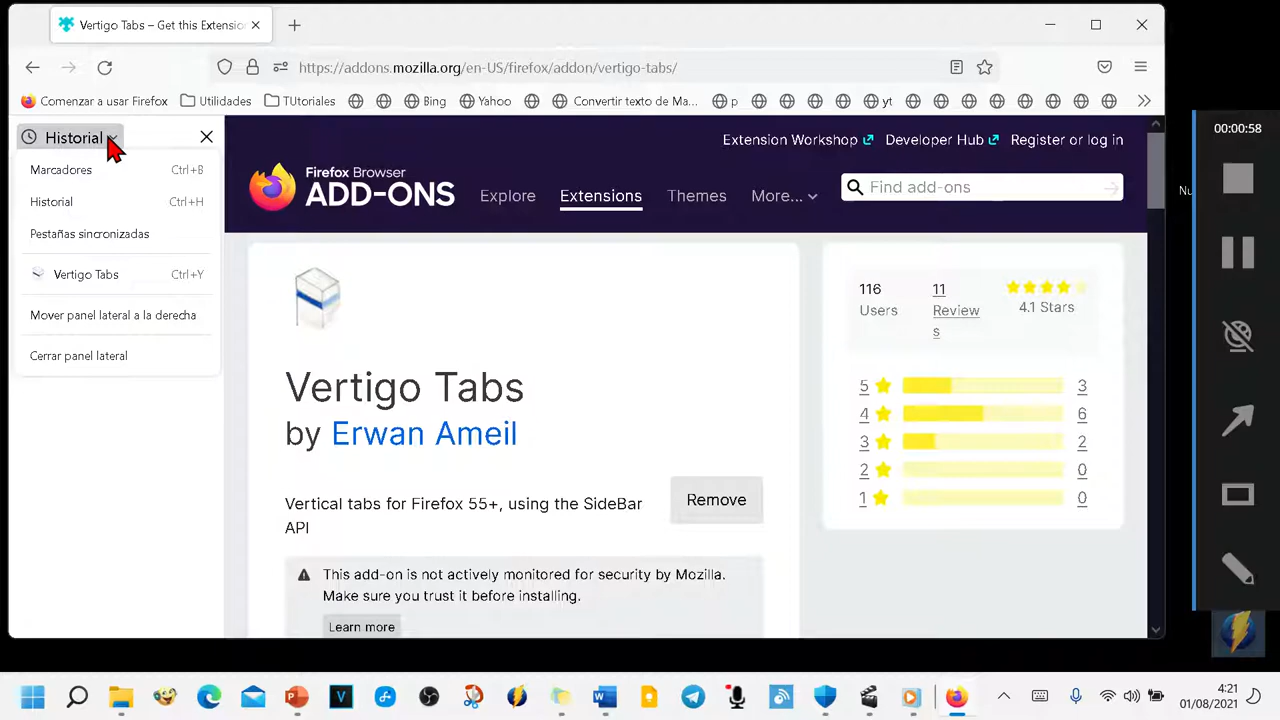 Vertigo Tabs – Get this Extensio
https://addons.mozilla.org/en-US/firefox/addon/vertigo-tabs/
Comenzar a usar Firefox Utilidades TUtoriales Bing Yahoo Convertir texto de Ma... p yt
Historial
Marcadores Ctrl+B
Historial Ctrl+H
Pestañas sincronizadas
Vertigo Tabs Ctrl+Y
Mover panel lateral a la derecha
Cerrar panel lateral
Extension Workshop Developer Hub Register or log in
Firefox Browser
ADD-ONS
Explore Extensions Themes More... Find add-ons
Vertigo Tabs
by Erwan Ameil
Vertical tabs for Firefox 55+, using the SideBar
API
Remove
This add-on is not actively monitored for security by Mozilla.
Make sure you trust it before installing.
Learn more
116
Users
11
Review
s
4.1 Stars
5 3
4 6
3 2
2 0
1 0
00:00:58
Nu
4:21
01/08/2021